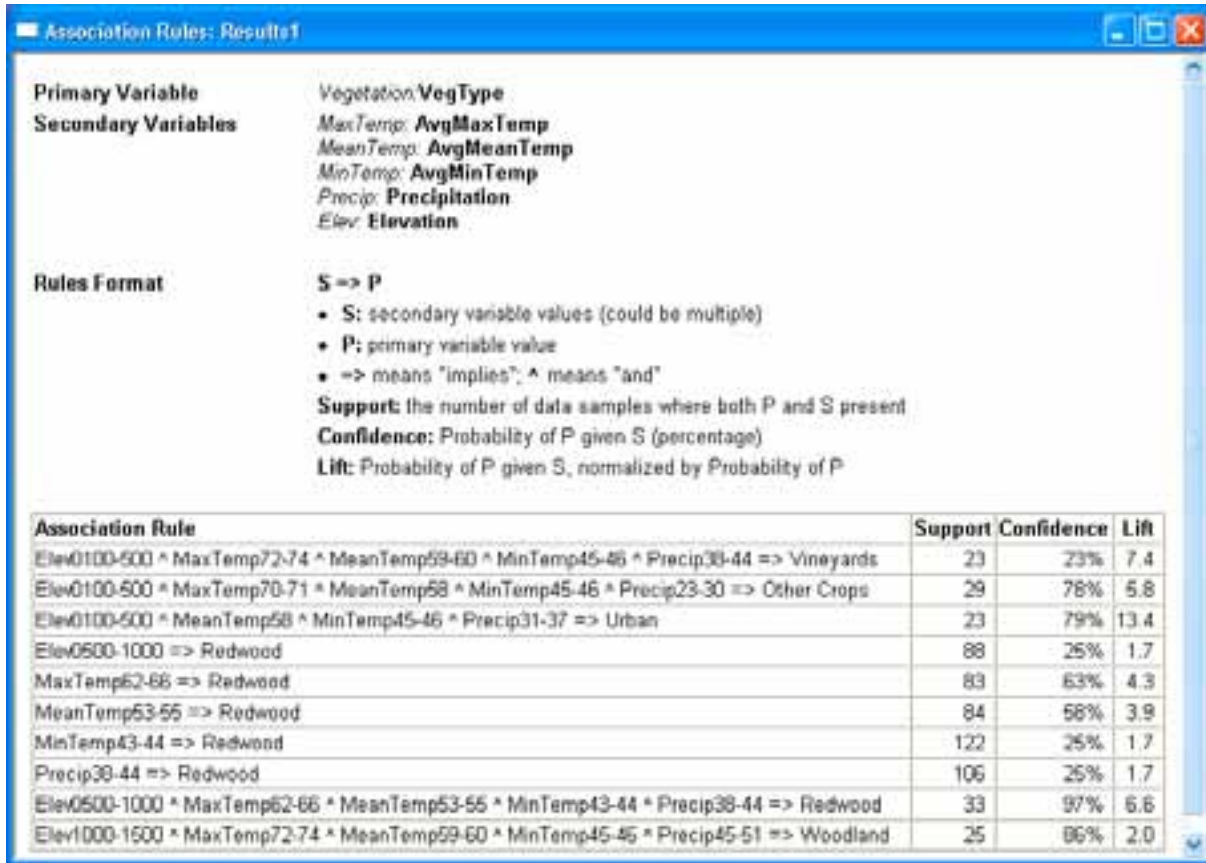 Association Rules: Results1
Primary Variable Vegetation:VegType
Secondary Variables MaxTemp: AvgMaxTemp
MeanTemp: AvgMeanTemp
MinTemp: AvgMinTemp
Precip: Precipitation
Elev: Elevation
Rules Format S => P
• S: secondary variable values (could be multiple)
• P: primary variable value
• => means "implies"; ^ means "and"
Support: the number of data samples where both P and S present
Confidence: Probability of P given S (percentage)
Lift: Probability of P given S, normalized by Probability of P
Association Rule Support Confidence Lift
Elev0100-500 ^ MaxTemp72-74 ^ MeanTemp59-60 ^ MinTemp45-46 ^ Precip38-44 => Vineyards 23 23% 7.4
Elev0100-500 ^ MaxTemp70-71 ^ MeanTemp58 ^ MinTemp45-46 ^ Precip23-30 => Other Crops 29 78% 5.8
Elev0100-500 ^ MeanTemp58 ^ MinTemp45-46 ^ Precip31-37 => Urban 23 79% 13.4
Elev0500-1000 => Redwood 88 25% 1.7
MaxTemp62-66 => Redwood 83 63% 4.3
MeanTemp53-55 => Redwood 84 58% 3.9
MinTemp43-44 => Redwood 122 25% 1.7
Precip38-44 => Redwood 106 25% 1.7
Elev0500-1000 ^ MaxTemp62-66 ^ MeanTemp53-55 ^ MinTemp43-44 ^ Precip38-44 => Redwood 33 97% 6.6
Elev1000-1500 ^ MaxTemp72-74 ^ MeanTemp59-60 ^ MinTemp45-46 ^ Precip45-51 => Woodland 25 86% 2.0